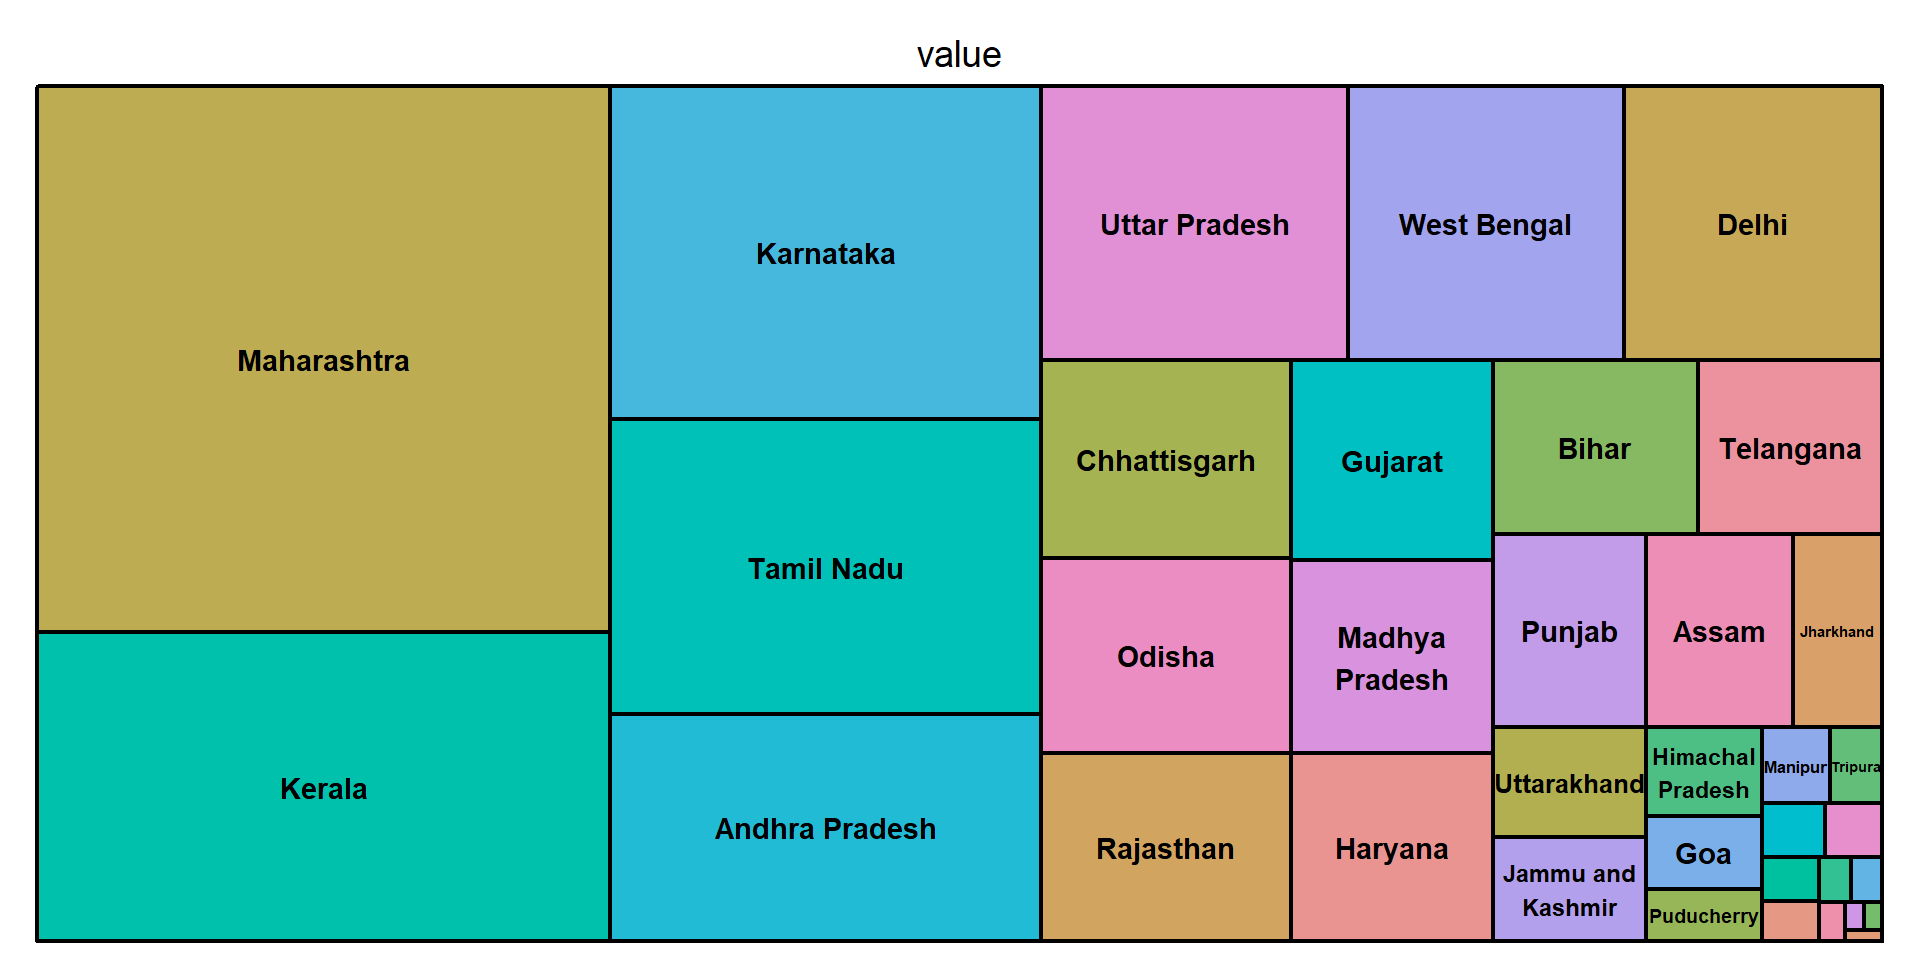 value
Maharashtra
Kerala
Karnataka
Tamil Nadu
Andhra Pradesh
Uttar Pradesh
West Bengal
Delhi
Chhattisgarh
Odisha
Rajasthan
Gujarat
Madhya
Pradesh
Haryana
Bihar
Telangana
Punjab
Assam
Jharkhand
Uttarakhand
Jammu and
Kashmir
Himachal
Pradesh
Goa
Puducherry
Manipur
Tripura